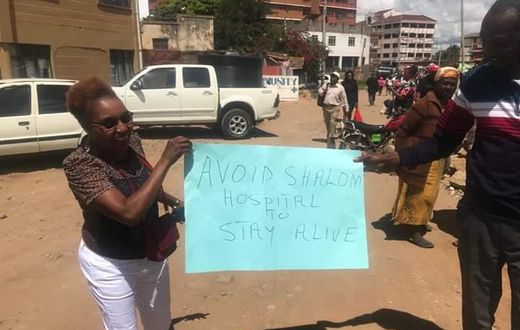 AVOID SHALOM
HOSPITAL
TO
STAY ALIVE